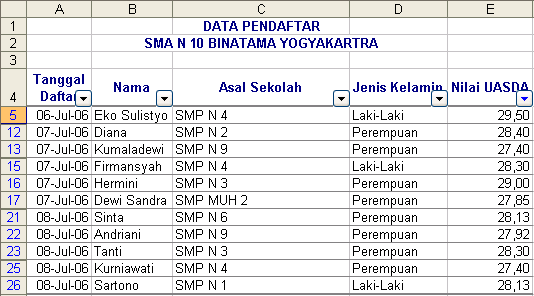 A B C D E
1 DATA PENDAFTAR
2 SMA N 10 BINATAMA YOGYAKARTRA
3
4 Tanggal Daftar Nama Asal Sekolah Jenis Kelamin Nilai UASDA
5 06-Jul-06 Eko Sulistyo SMP N 4 Laki-Laki 29,50
12 07-Jul-06 Diana SMP N 2 Perempuan 28,40
13 07-Jul-06 Kumaladewi SMP N 9 Perempuan 27,40
15 07-Jul-06 Firmansyah SMP N 4 Laki-Laki 28,30
16 07-Jul-06 Hermini SMP N 3 Perempuan 29,00
17 07-Jul-06 Dewi Sandra SMP MUH 2 Perempuan 27,85
21 08-Jul-06 Sinta SMP N 6 Perempuan 28,13
22 08-Jul-06 Andriani SMP N 9 Perempuan 27,92
23 08-Jul-06 Tanti SMP N 3 Perempuan 28,30
25 08-Jul-06 Kurniawati SMP N 4 Perempuan 27,40
26 08-Jul-06 Sartono SMP N 1 Laki-Laki 28,13